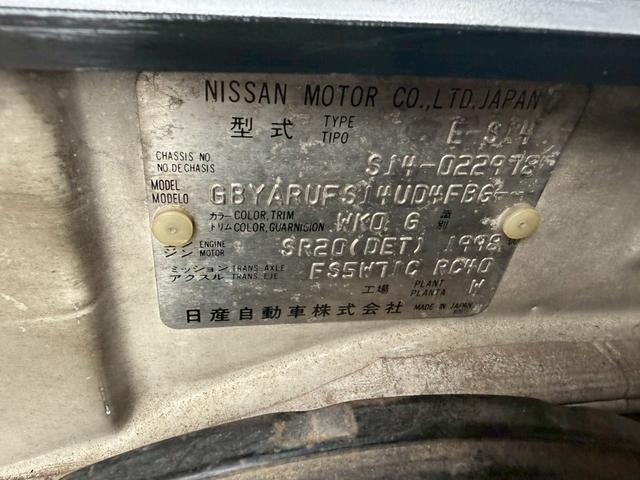 NISSAN MOTOR CO.,LTD.JAPAN
型式 TYPE TIPO E-S14
CHASSIS NO. NO.DE CHASIS S14-022978
MODEL MODELO GBYARUFS14UD4FBG--
カラー トリム COLOR,TRIM COLOR,GUARNISION WK0 G 識別
エンジン ENGINE MOTOR SR20(DET) 1998
ミッション アクスル TRANS.AXLE TRANS.EJE FS5W71C RC40
工場 PLANT PLANTA W
日産自動車株式会社 MADE IN JAPAN